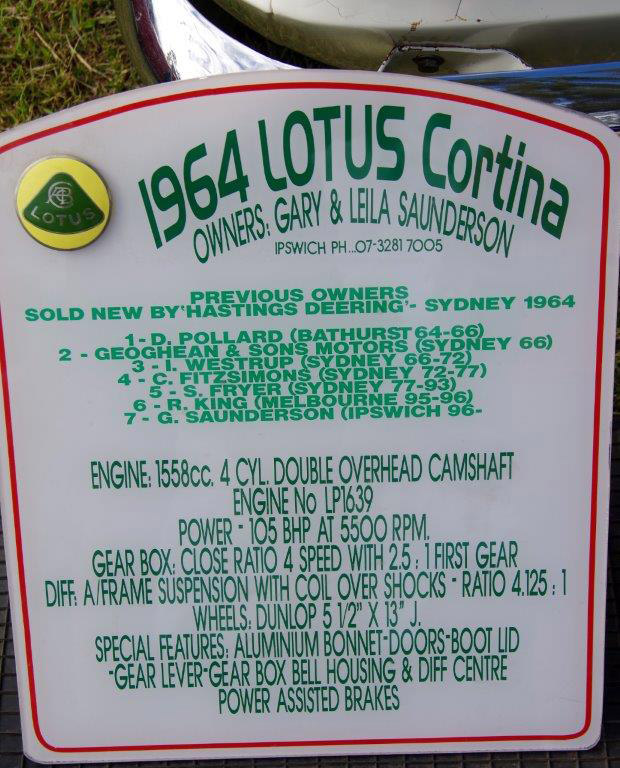 1964 LOTUS Cortina
LOTUS
OWNERS: GARY & LEILA SAUNDERSON
IPSWICH PH...07-3281 7005
PREVIOUS OWNERS
SOLD NEW BY 'HASTINGS DEERING'- SYDNEY 1964
1 - D. POLLARD (BATHURST 64-66)
2 - GEOGHEAN & SONS MOTORS (SYDNEY 66)
3 - I. WESTRUP (SYDNEY 66-72)
4 - C. FITZSIMONS (SYDNEY 72-77)
5 - S. FRYER (SYDNEY 77-93)
6 - R. KING (MELBOURNE 95-96)
7 - G. SAUNDERSON (IPSWICH 96-
ENGINE: 1558cc. 4 CYL. DOUBLE OVERHEAD CAMSHAFT
ENGINE No LP1639
POWER - 105 BHP AT 5500 RPM.
GEAR BOX: CLOSE RATIO 4 SPEED WITH 2.5 : 1 FIRST GEAR
DIFF: A/FRAME SUSPENSION WITH COIL OVER SHOCKS - RATIO 4.125 : 1
WHEELS: DUNLOP 5 1/2" X 13" J.
SPECIAL FEATURES: ALUMINIUM BONNET-DOORS-BOOT LID
-GEAR LEVER-GEAR BOX BELL HOUSING & DIFF CENTRE
POWER ASSISTED BRAKES